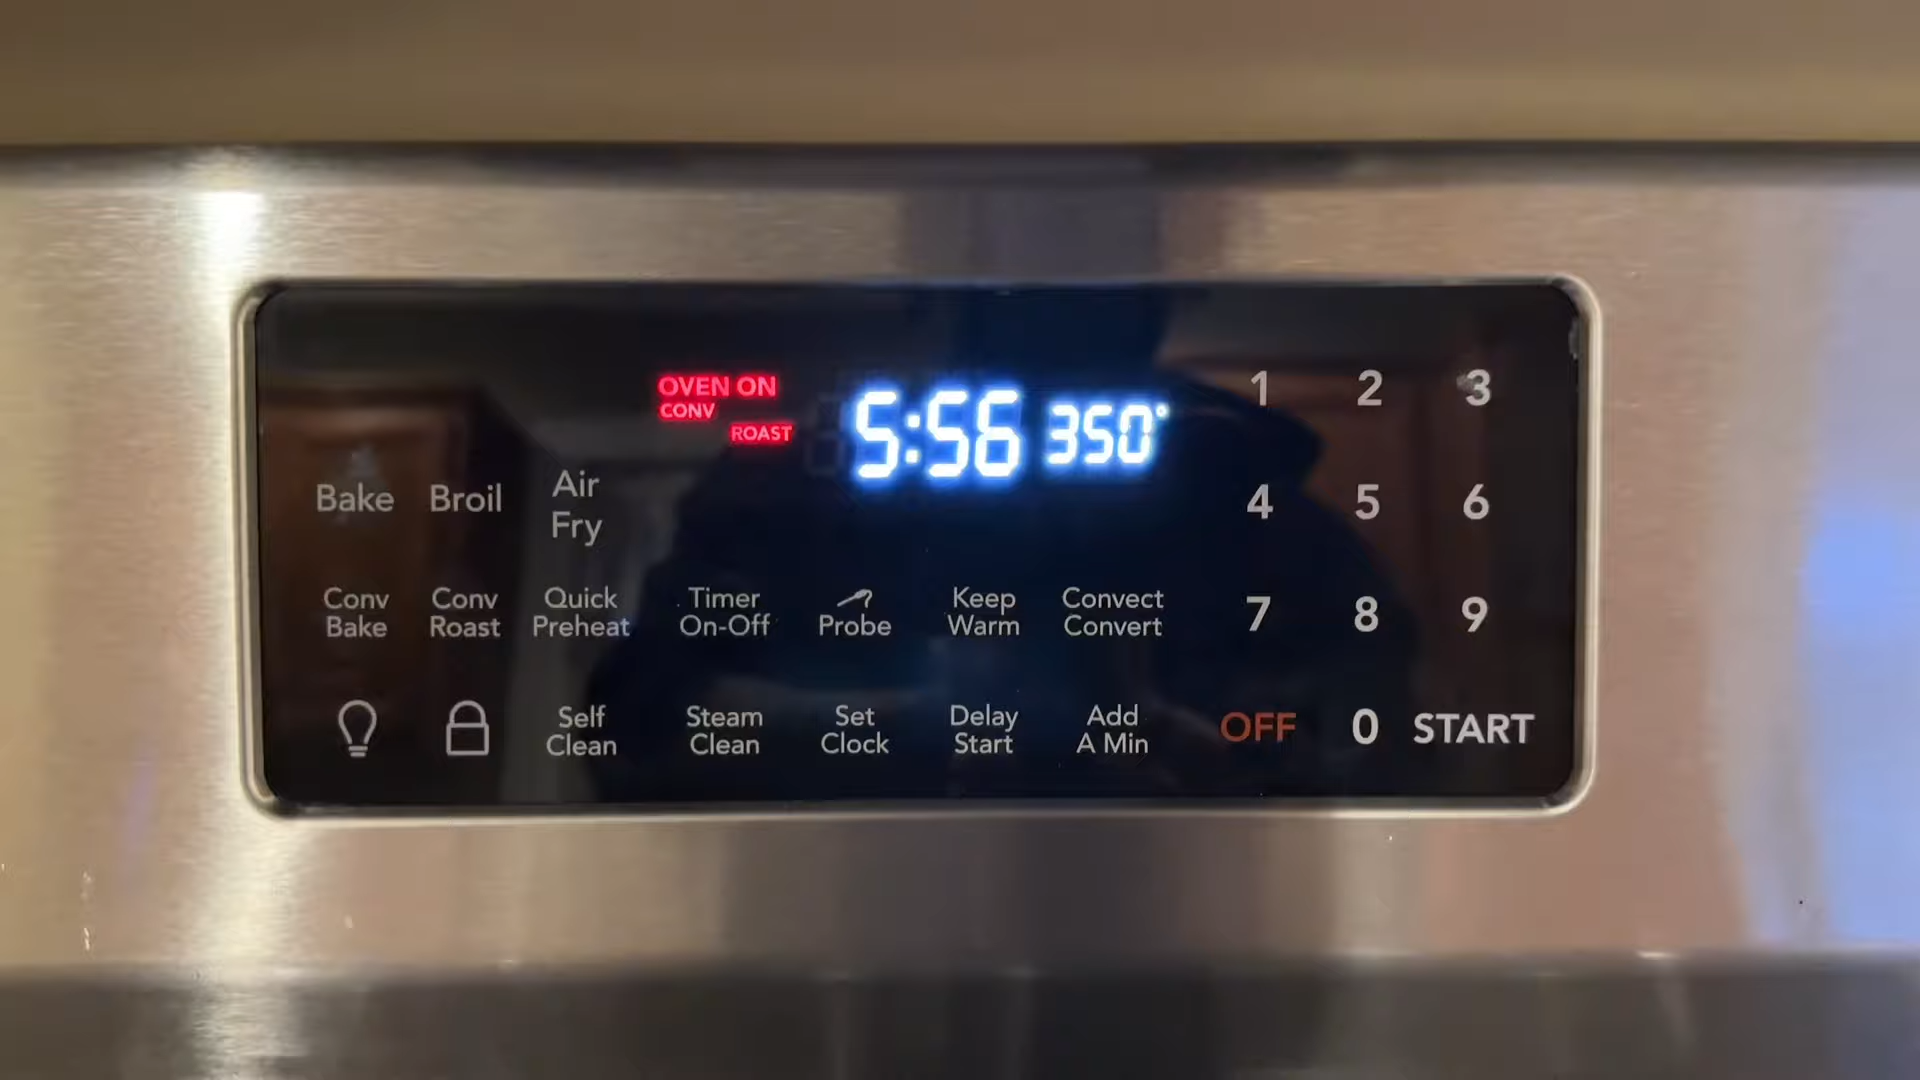 OVEN ON
CONV
ROAST
5:56 350°
1 2 3
Bake Broil Air Fry
4 5 6
Conv Bake
Conv Roast
Quick Preheat
Timer On-Off
Probe
Keep Warm
Convect Convert
7 8 9
Self Clean
Steam Clean
Set Clock
Delay Start
Add A Min
OFF 0 START